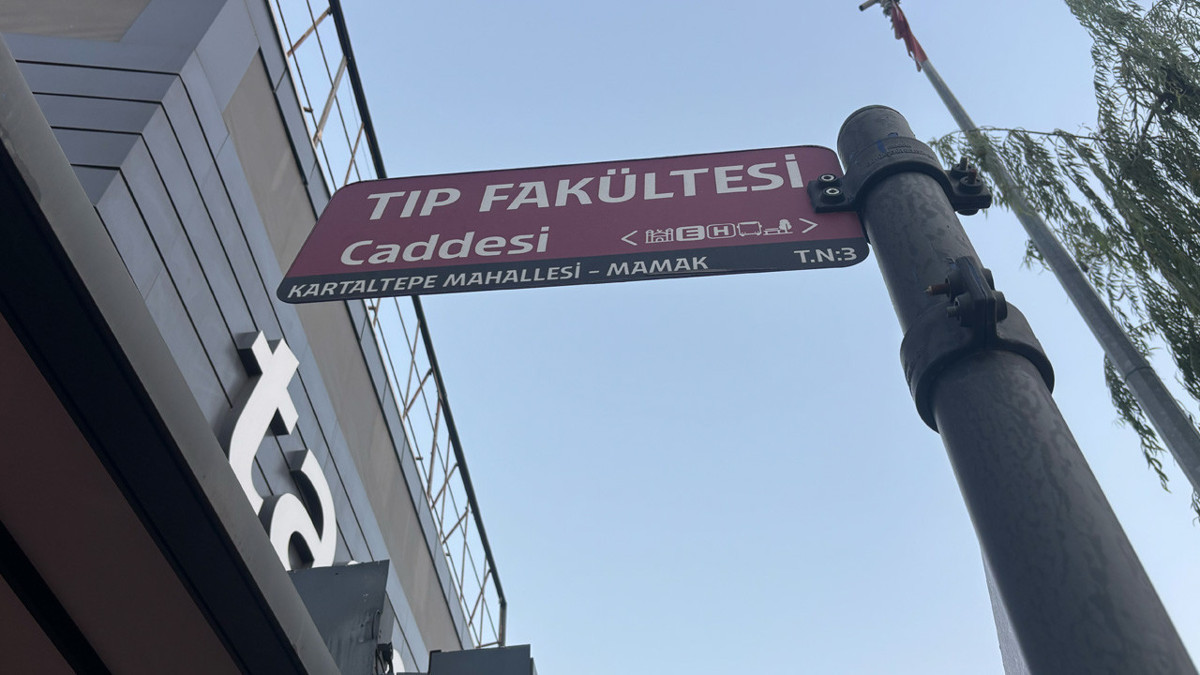 TIP FAKÜLTESİ
Caddesi
< E H >
KARTALTEPE MAHALLESİ - MAMAK T.N:3